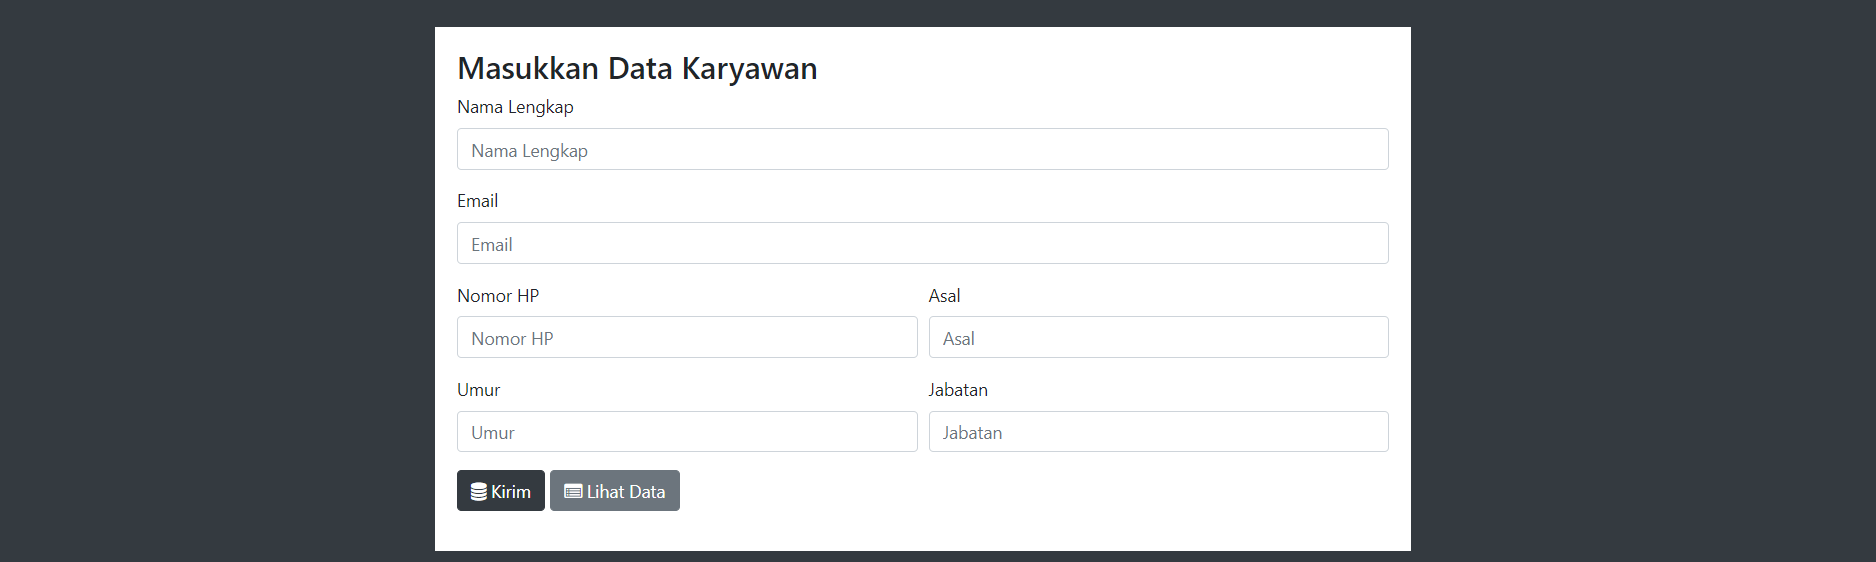 Masukkan Data Karyawan
Nama Lengkap
Nama Lengkap
Email
Email
Nomor HP Asal
Nomor HP Asal
Umur Jabatan
Umur Jabatan
Kirim Lihat Data